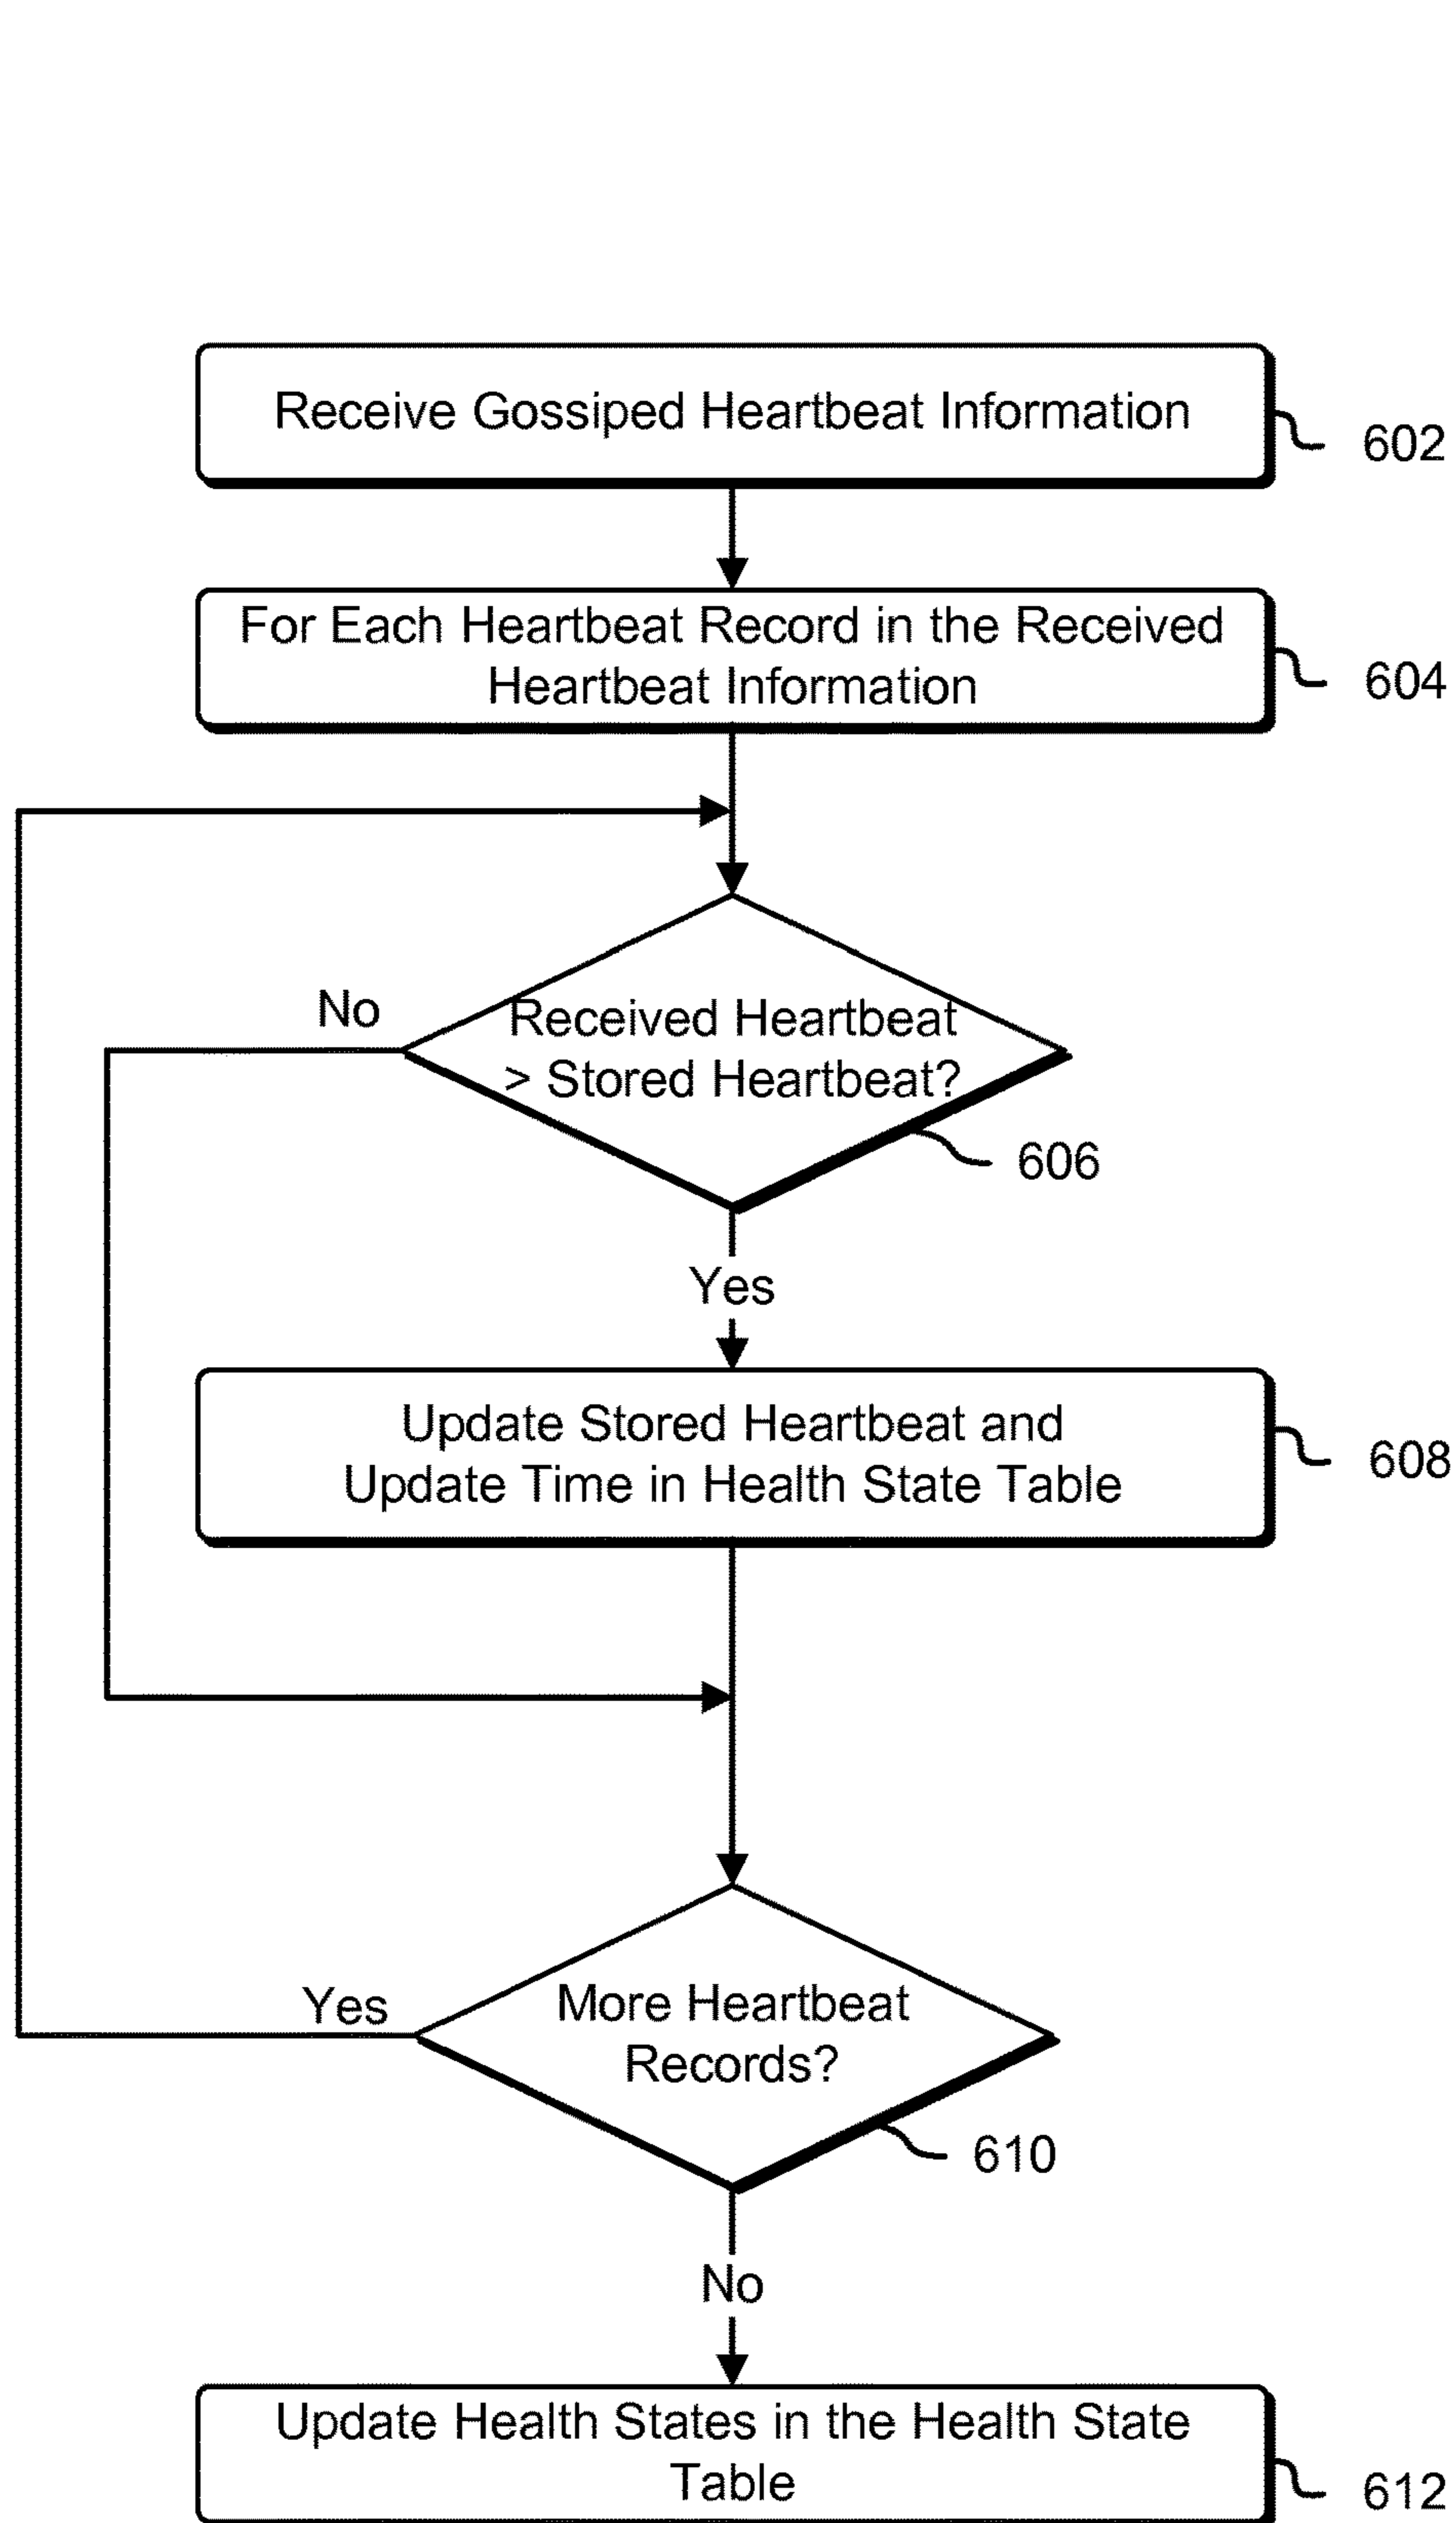 Receive Gossiped Heartbeat Information
602
For Each Heartbeat Record in the Received
Heartbeat Information
604
No
Received Heartbeat
> Stored Heartbeat?
606
Yes
Update Stored Heartbeat and
Update Time in Health State Table
608
Yes
More Heartbeat
Records?
610
No
Update Health States in the Health State
Table
612